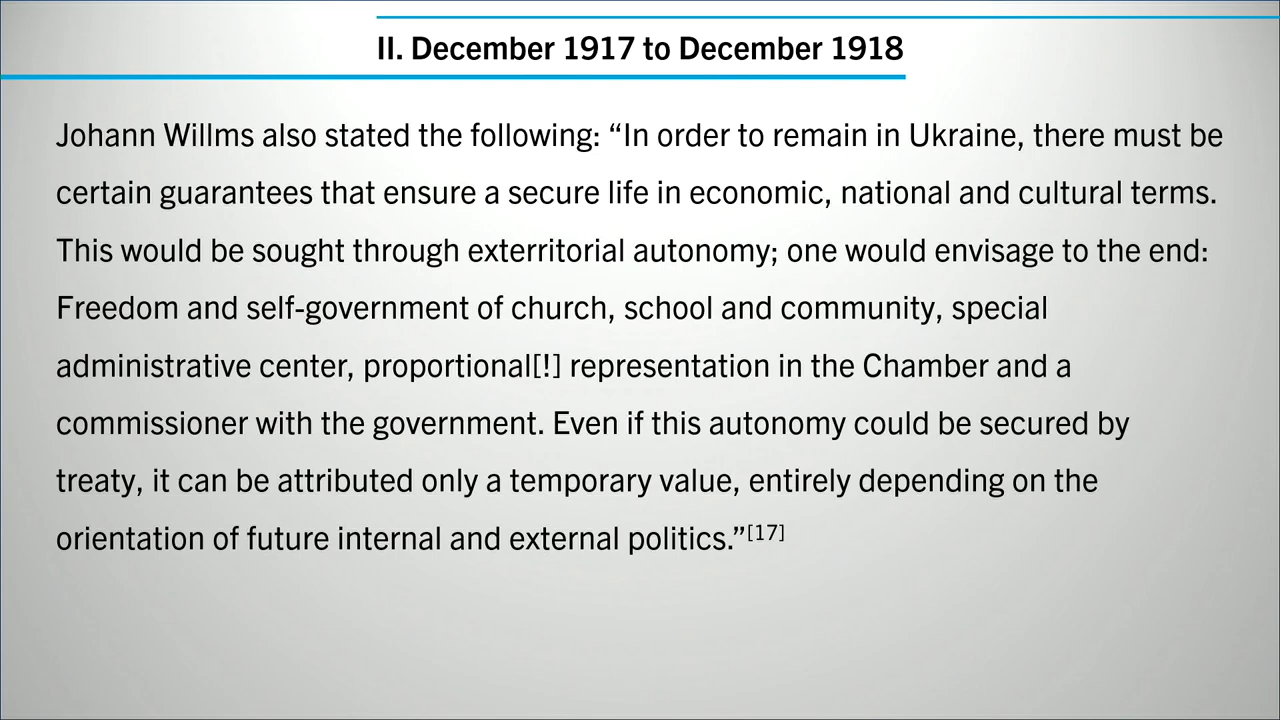 II. December 1917 to December 1918
Johann Willms also stated the following: “In order to remain in Ukraine, there must be
certain guarantees that ensure a secure life in economic, national and cultural terms.
This would be sought through exterritorial autonomy; one would envisage to the end:
Freedom and self-government of church, school and community, special
administrative center, proportional[!] representation in the Chamber and a
commissioner with the government. Even if this autonomy could be secured by
treaty, it can be attributed only a temporary value, entirely depending on the
orientation of future internal and external politics.”[17]